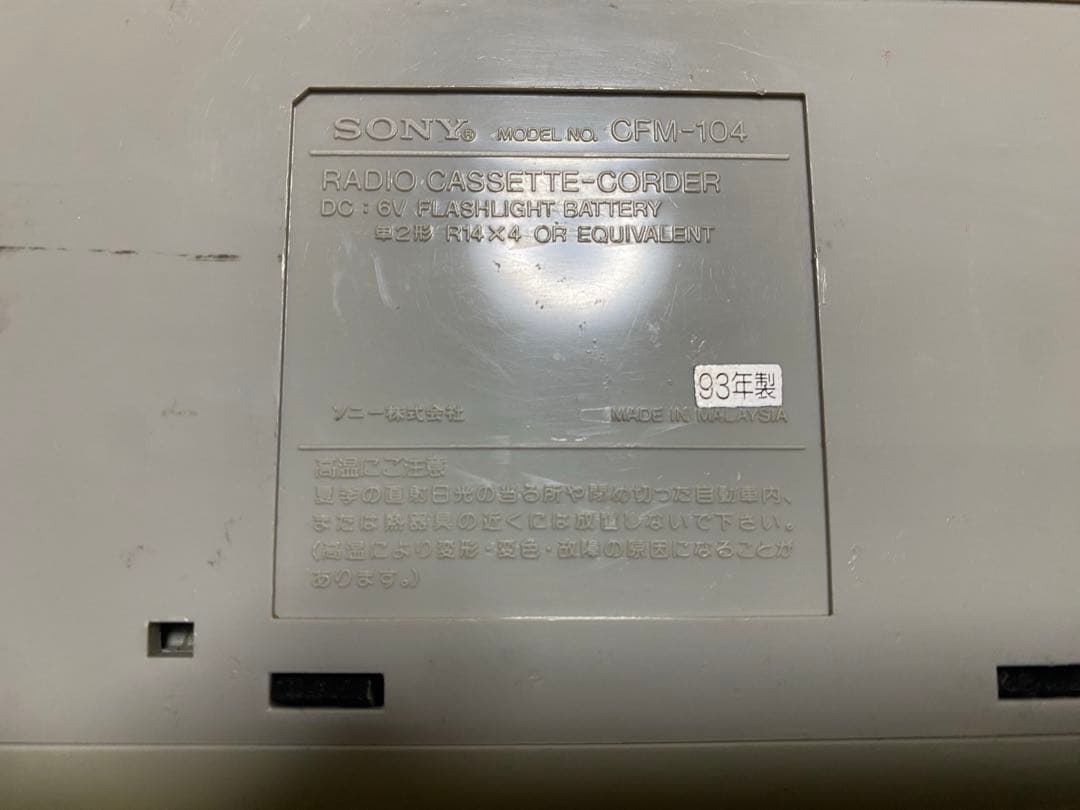 SONY® MODEL NO. CFM-104
RADIO CASSETTE-CORDER
DC : 6V FLASHLIGHT BATTERY
単2形 R14×4 OR EQUIVALENT
93年製
ソニー株式会社 MADE IN MALAYSIA
高温にご注意
夏季の直射日光の当る所や閉め切った自動車内、
または熱器具の近くには放置しないで下さい。
(高温により変形・変色・故障の原因になることが
あります。)